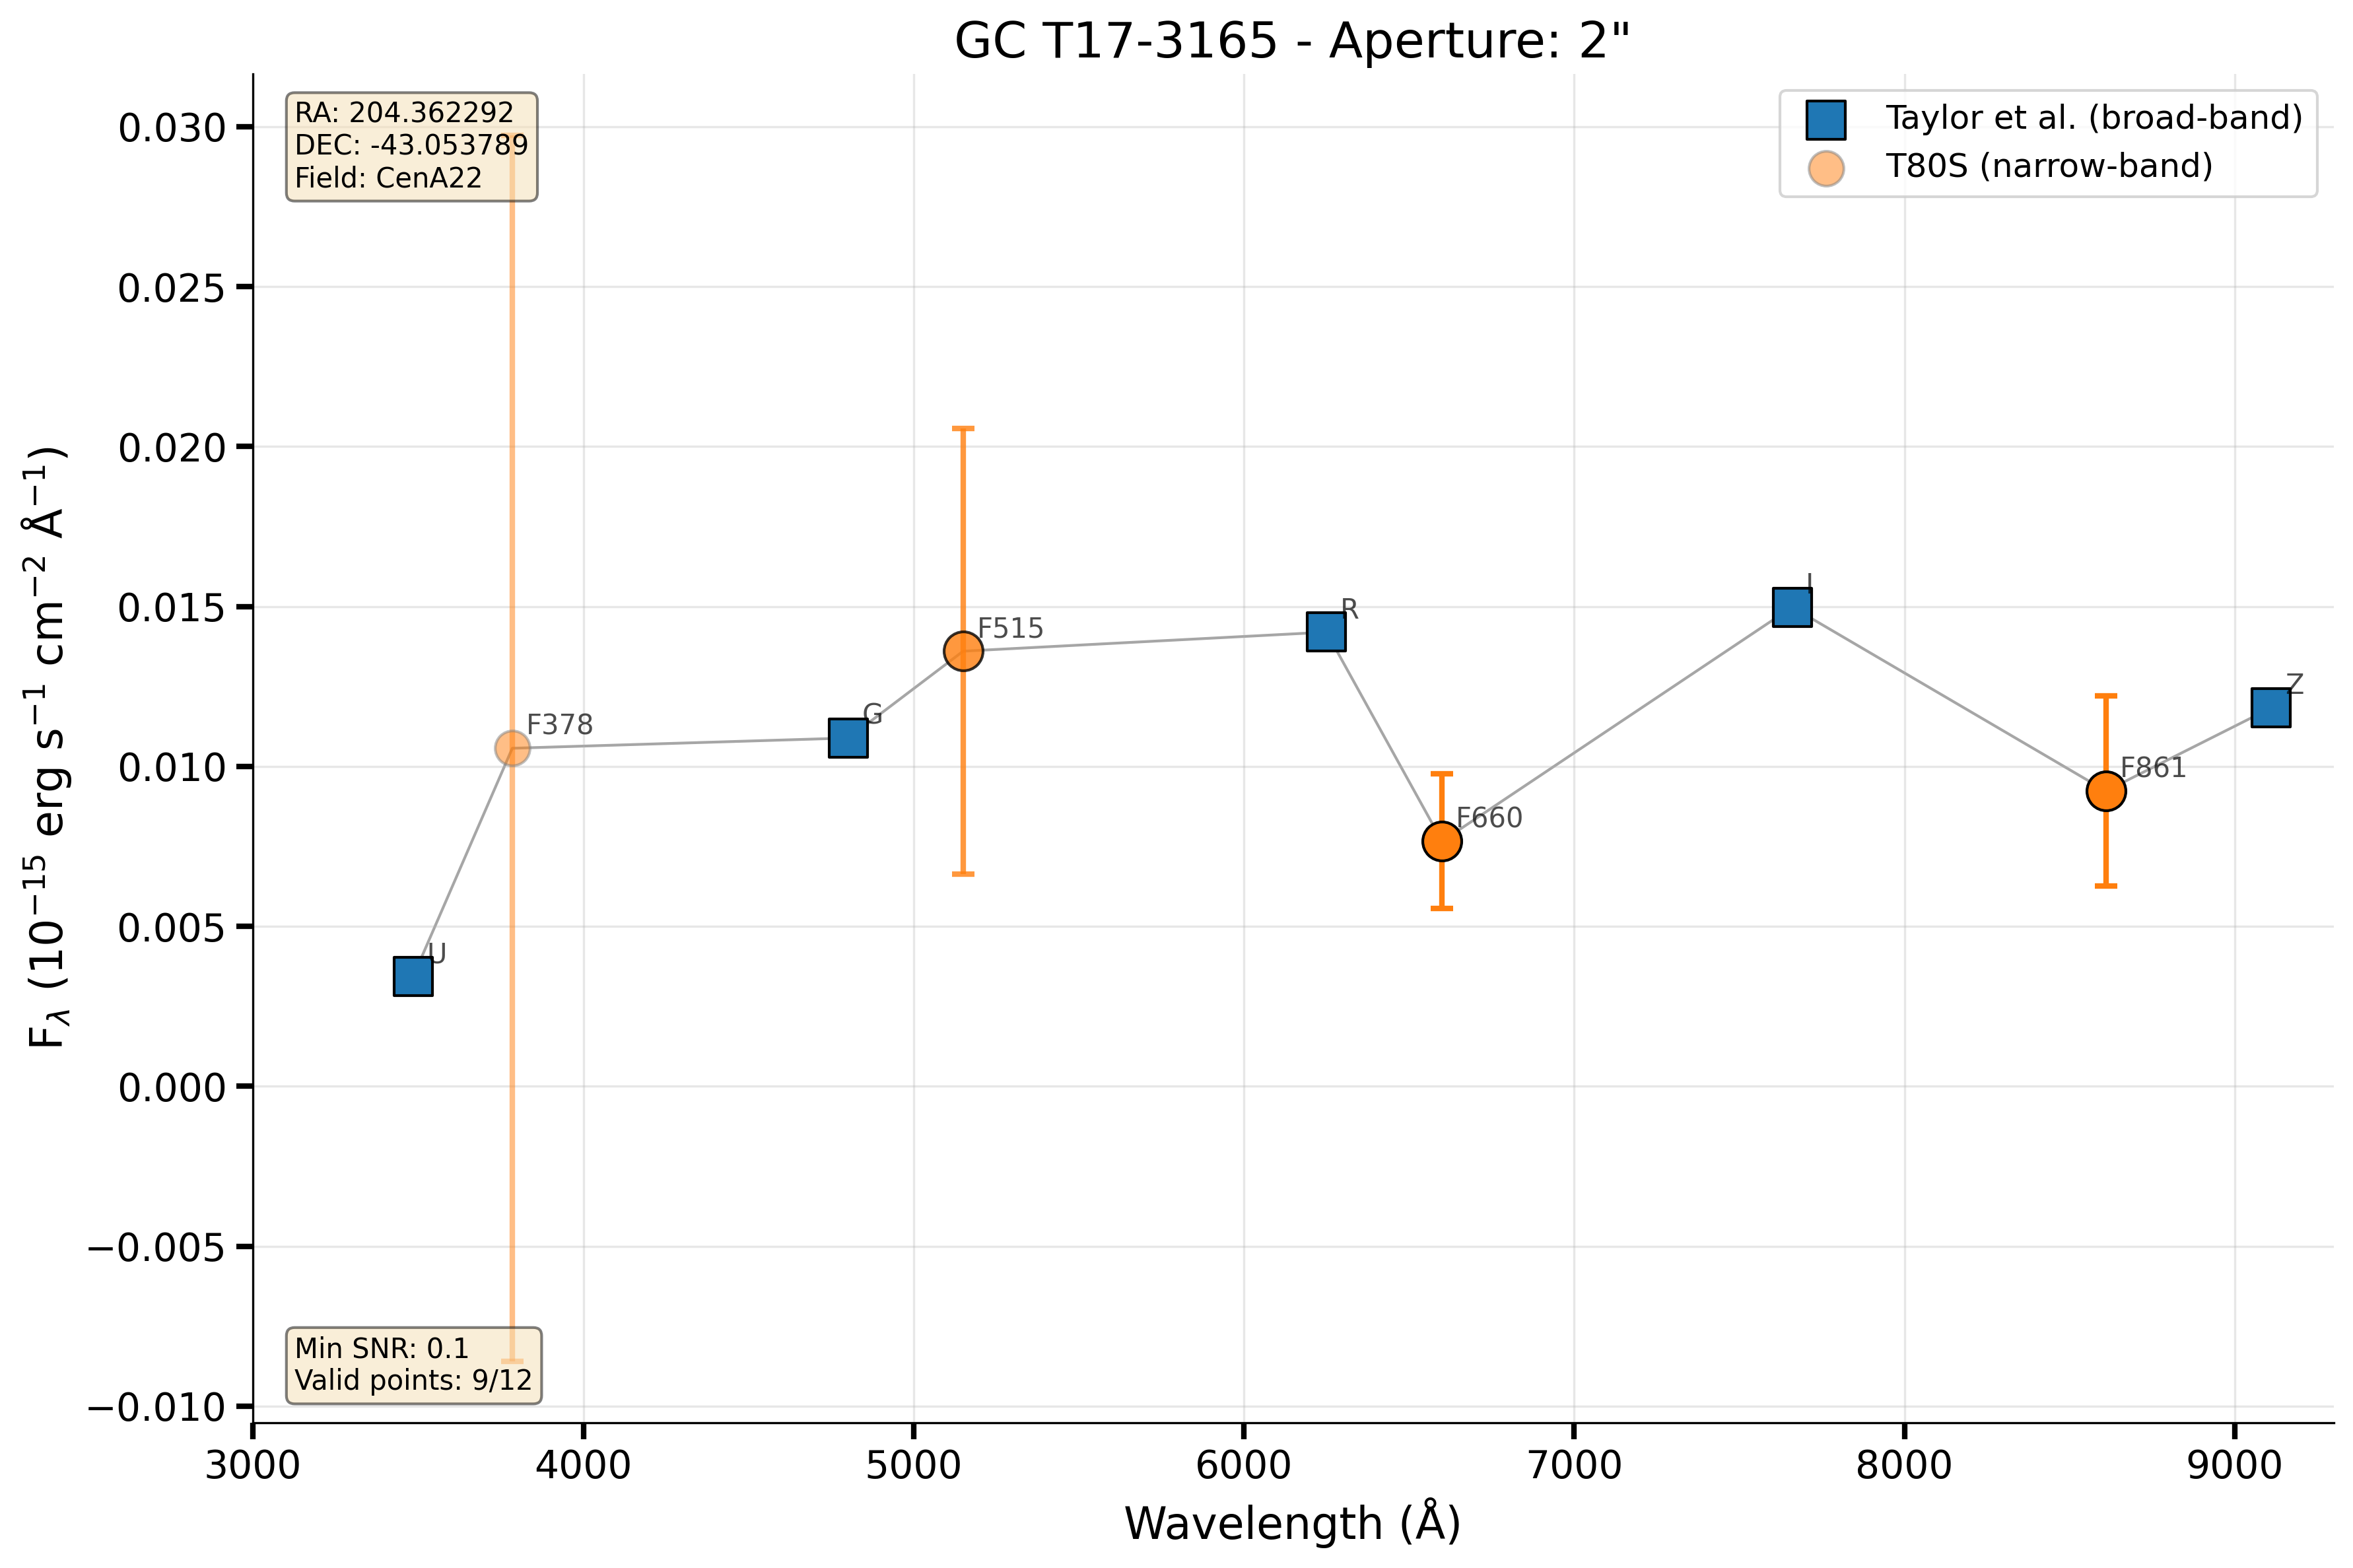 GC T17-3165 - Aperture: 2"
RA: 204.362292
DEC: -43.053789
Field: CenA22
Taylor et al. (broad-band)
T80S (narrow-band)
0.030
0.025
0.020
0.015
0.010
0.005
0.000
−0.005
−0.010
F_λ (10⁻¹⁵ erg s⁻¹ cm⁻² Å⁻¹)
U
F378
G
F515
R
F660
I
F861
Z
Min SNR: 0.1
Valid points: 9/12
3000 4000 5000 6000 7000 8000 9000
Wavelength (Å)